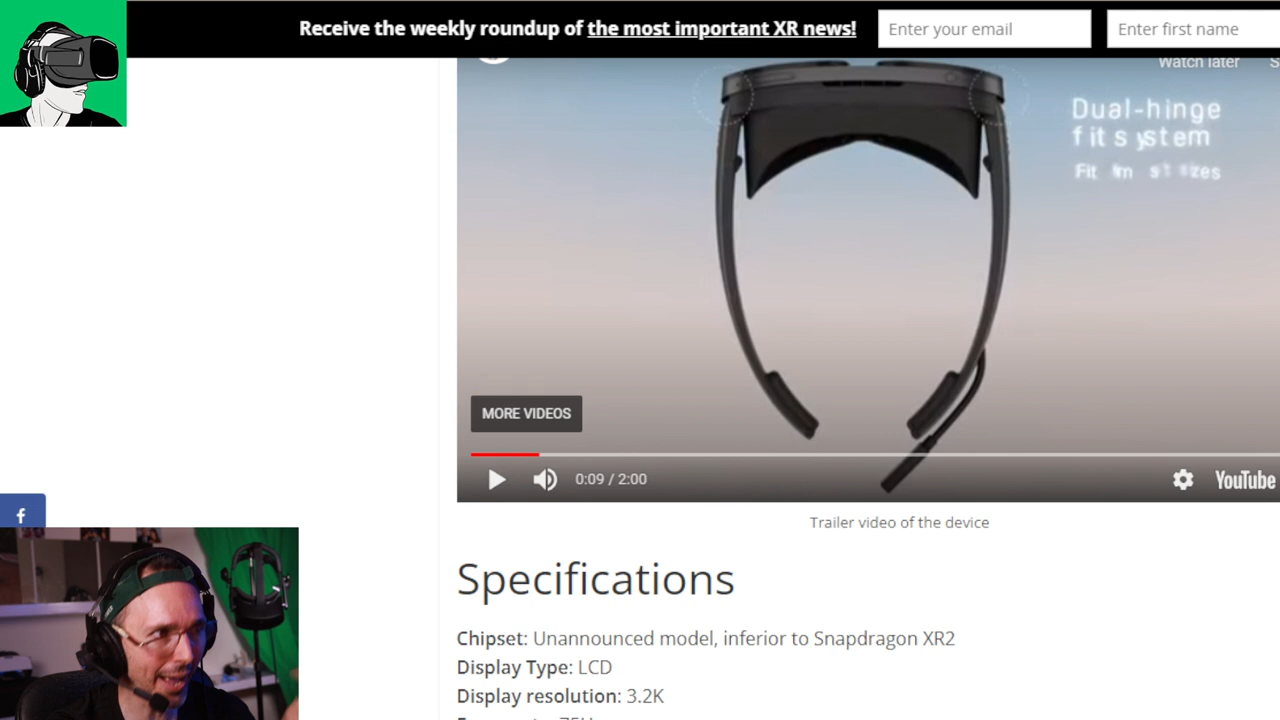 Receive the weekly roundup of the most important XR news!
Enter your email
Enter first name
Watch later
Dual-hinge
fit system
Fit
MORE VIDEOS
0:09 / 2:00
YouTube
Trailer video of the device
f
Specifications
Chipset: Unannounced model, inferior to Snapdragon XR2
Display Type: LCD
Display resolution: 3.2K